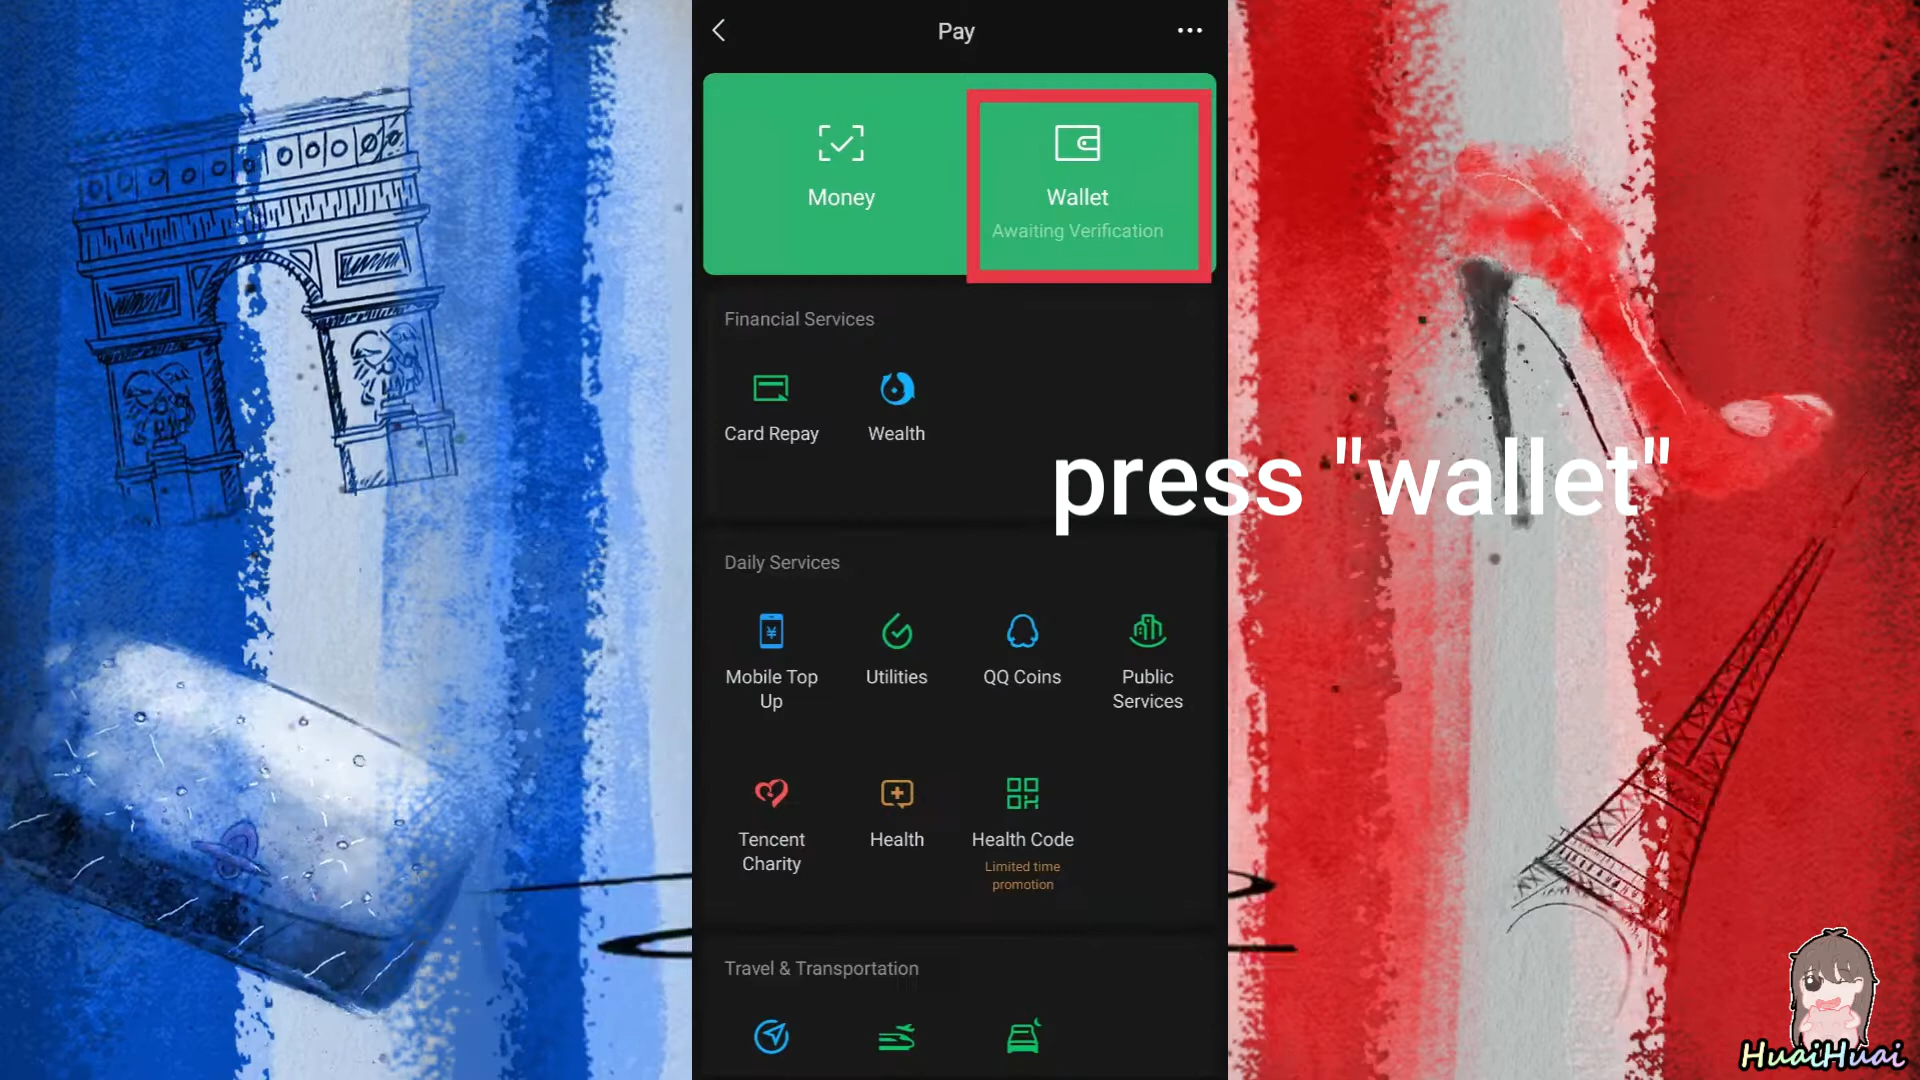 Pay
Money
Wallet
Awaiting Verification
Financial Services
Card Repay
Wealth
press "wallet"
Daily Services
Mobile Top
Up
Utilities
QQ Coins
Public
Services
Tencent
Charity
Health
Health Code
Limited time
promotion
Travel & Transportation
HuaiHuai